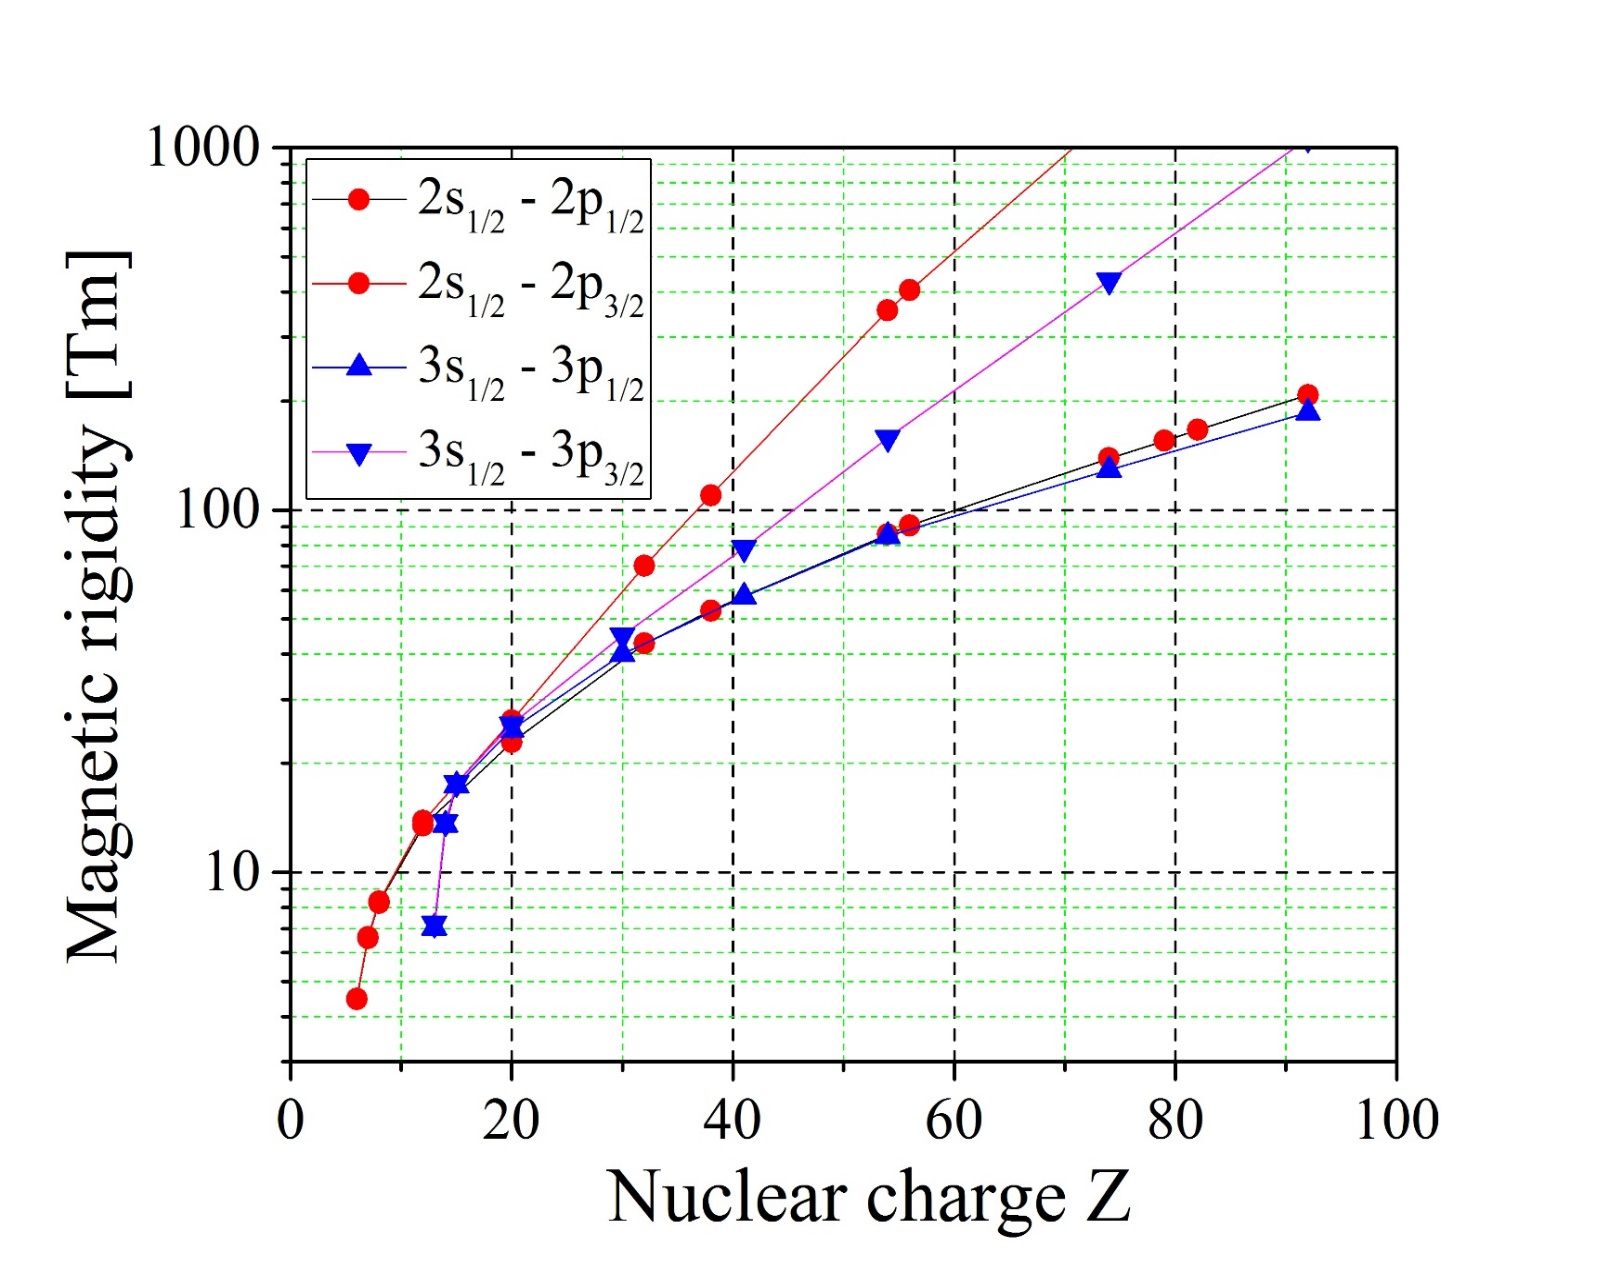 1000
100
10
Magnetic rigidity [Tm]
2s1/2 - 2p1/2
2s1/2 - 2p3/2
3s1/2 - 3p1/2
3s1/2 - 3p3/2
0 20 40 60 80 100
Nuclear charge Z